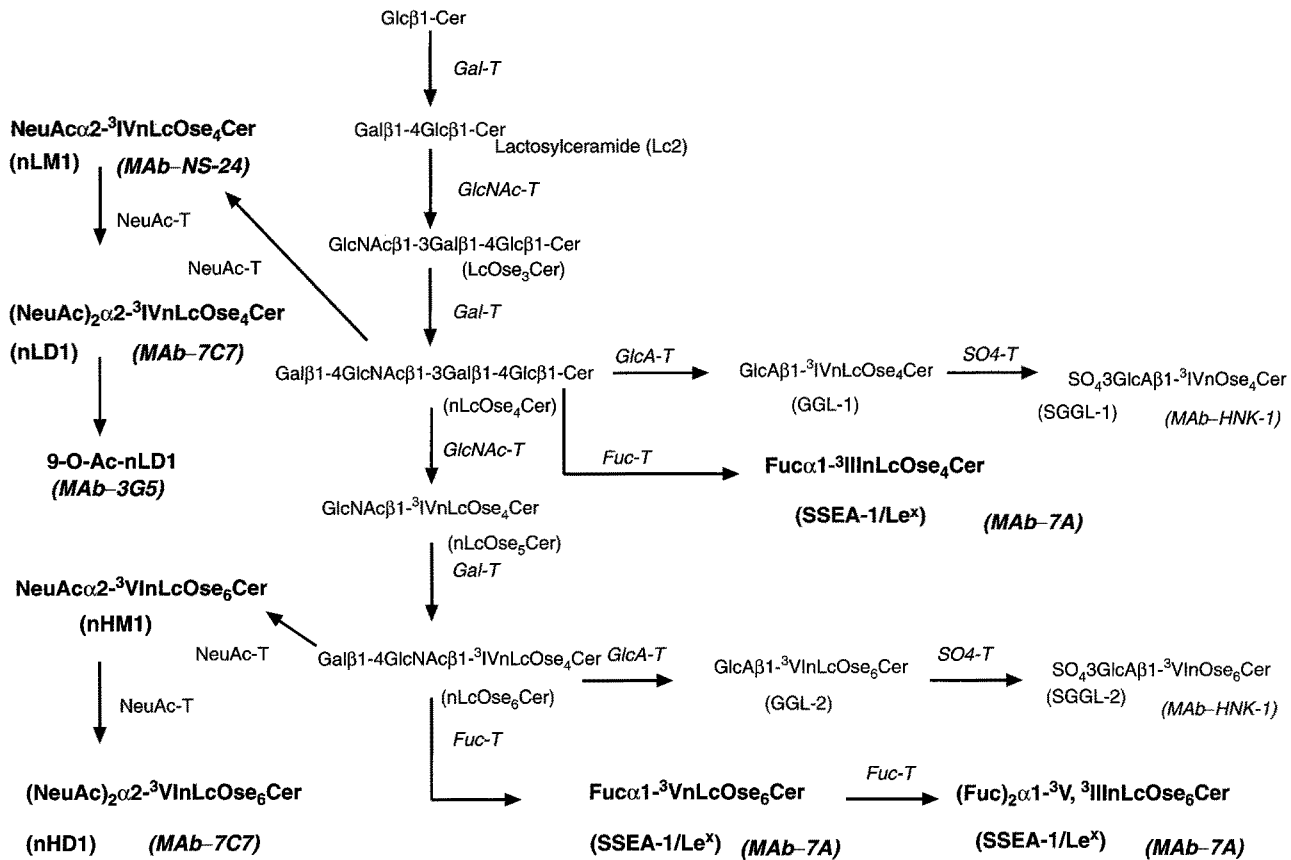 Glcβ1-Cer
Gal-T
NeuAcα2-³IVnLcOse₄Cer
(nLM1) (MAb–NS-24)
Galβ1-4Glcβ1-Cer
Lactosylceramide (Lc2)
GlcNAc-T
NeuAc-T
GlcNAcβ1-3Galβ1-4Glcβ1-Cer
(LcOse₃Cer)
NeuAc-T
Gal-T
(NeuAc)₂α2-³IVnLcOse₄Cer
(nLD1) (MAb–7C7)
Galβ1-4GlcNAcβ1-3Galβ1-4Glcβ1-Cer
(nLcOse₄Cer)
GlcA-T
GlcAβ1-³IVnLcOse₄Cer
(GGL-1)
SO4-T
SO₄3GlcAβ1-³IVnOse₄Cer
(SGGL-1) (MAb-HNK-1)
GlcNAc-T
Fuc-T
Fucα1-³IIInLcOse₄Cer
(SSEA-1/Leˣ) (MAb–7A)
9-O-Ac-nLD1
(MAb–3G5)
GlcNAcβ1-³IVnLcOse₄Cer
(nLcOse₅Cer)
Gal-T
NeuAcα2-³VInLcOse₆Cer
(nHM1)
NeuAc-T
Galβ1-4GlcNAcβ1-³IVnLcOse₄Cer
(nLcOse₆Cer)
GlcA-T
GlcAβ1-³VInLcOse₆Cer
(GGL-2)
SO4-T
SO₄3GlcAβ1-³VInOse₆Cer
(SGGL-2) (MAb-HNK-1)
NeuAc-T
Fuc-T
(NeuAc)₂α2-³VInLcOse₆Cer
(nHD1) (MAb–7C7)
Fucα1-³VnLcOse₆Cer
(SSEA-1/Leˣ) (MAb–7A)
Fuc-T
(Fuc)₂α1-³V, ³IIInLcOse₆Cer
(SSEA-1/Leˣ) (MAb–7A)